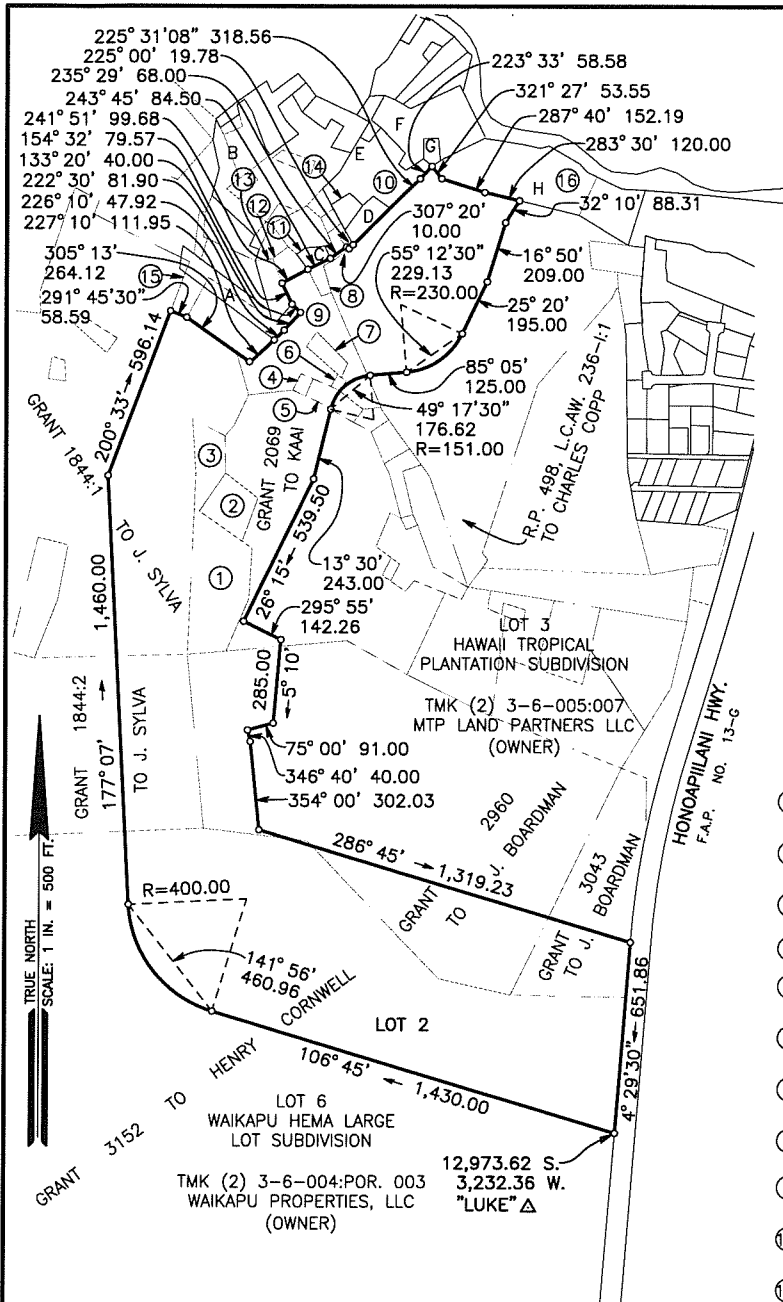 225° 31'08" 318.56
225° 00' 19.78
235° 29' 68.00
243° 45' 84.50
241° 51' 99.68
154° 32' 79.57
133° 20' 40.00
222° 30' 81.90
226° 10' 47.92
227° 10' 111.95
305° 13'
264.12
291° 45'30"
58.59
223° 33' 58.58
321° 27' 53.55
287° 40' 152.19
283° 30' 120.00
32° 10' 88.31
16° 50'
209.00
25° 20'
195.00
307° 20'
10.00
55° 12'30"
229.13
R=230.00
85° 05'
125.00
49° 17'30"
176.62
R=151.00
A
B
C
D
E
F
G
H
16
15
14
13
12
11
10
9
8
7
6
5
4
3
2
1
200° 33' 596.14
GRANT 1844:1
TO J. SYLVA
GRANT 2069
TO KAAI
R.P. 498, L.C.AW. 236-I:1
TO CHARLES COPP
13° 30'
243.00
26° 15' 539.50
295° 55'
142.26
285.00
5° 10'
75° 00' 91.00
346° 40' 40.00
354° 00' 302.03
1,460.00
177° 07'
GRANT 1844:2
TO J. SYLVA
LOT 3
HAWAII TROPICAL
PLANTATION SUBDIVISION
TMK (2) 3-6-005:007
MTP LAND PARTNERS LLC
(OWNER)
HONOAPIILANI HWY.
F.A.P. NO. 13-G
286° 45' 1,319.23
GRANT 2960
TO J. BOARDMAN
GRANT 3043
TO J. BOARDMAN
TRUE NORTH
SCALE: 1 IN. = 500 FT.
R=400.00
141° 56'
460.96
LOT 2
4° 29'30" 651.86
106° 45' 1,430.00
GRANT 3152 TO HENRY CORNWELL
LOT 6
WAIKAPU HEMA LARGE
LOT SUBDIVISION
TMK (2) 3-6-004:POR. 003
WAIKAPU PROPERTIES, LLC
(OWNER)
12,973.62 S.
3,232.36 W.
"LUKE"